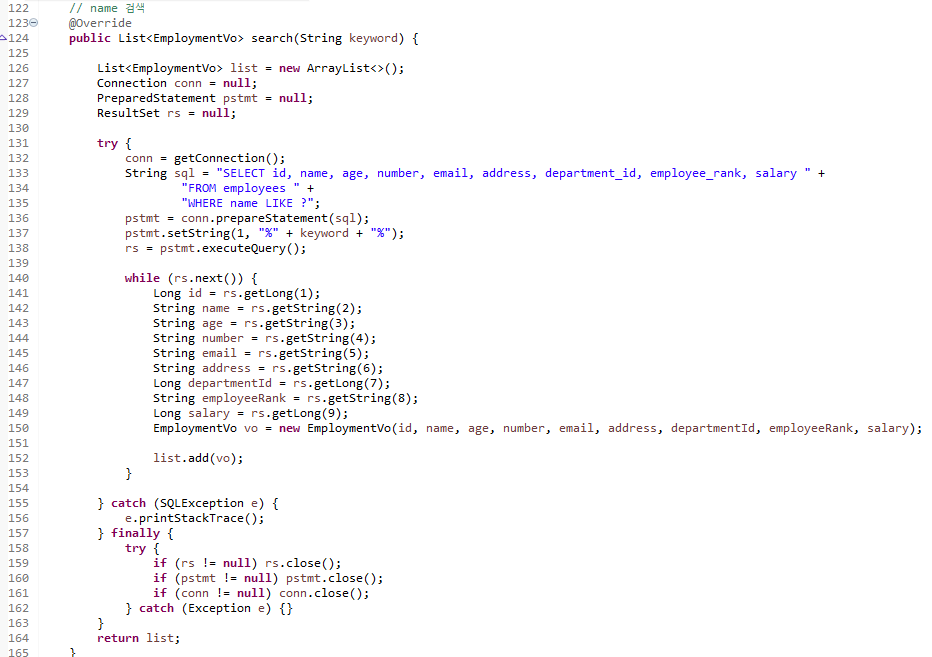 122 // name 검색
123 @Override
124 public List<EmploymentVo> search(String keyword) {
125
126 List<EmploymentVo> list = new ArrayList<>();
127 Connection conn = null;
128 PreparedStatement pstmt = null;
129 ResultSet rs = null;
130
131 try {
132 conn = getConnection();
133 String sql = "SELECT id, name, age, number, email, address, department_id, employee_rank, salary " +
134 "FROM employees " +
135 "WHERE name LIKE ?";
136 pstmt = conn.prepareStatement(sql);
137 pstmt.setString(1, "%" + keyword + "%");
138 rs = pstmt.executeQuery();
139
140 while (rs.next()) {
141 Long id = rs.getLong(1);
142 String name = rs.getString(2);
143 String age = rs.getString(3);
144 String number = rs.getString(4);
145 String email = rs.getString(5);
146 String address = rs.getString(6);
147 Long departmentId = rs.getLong(7);
148 String employeeRank = rs.getString(8);
149 Long salary = rs.getLong(9);
150 EmploymentVo vo = new EmploymentVo(id, name, age, number, email, address, departmentId, employeeRank, salary);
151
152 list.add(vo);
153 }
154
155 } catch (SQLException e) {
156 e.printStackTrace();
157 } finally {
158 try {
159 if (rs != null) rs.close();
160 if (pstmt != null) pstmt.close();
161 if (conn != null) conn.close();
162 } catch (Exception e) {}
163 }
164 return list;
165 }